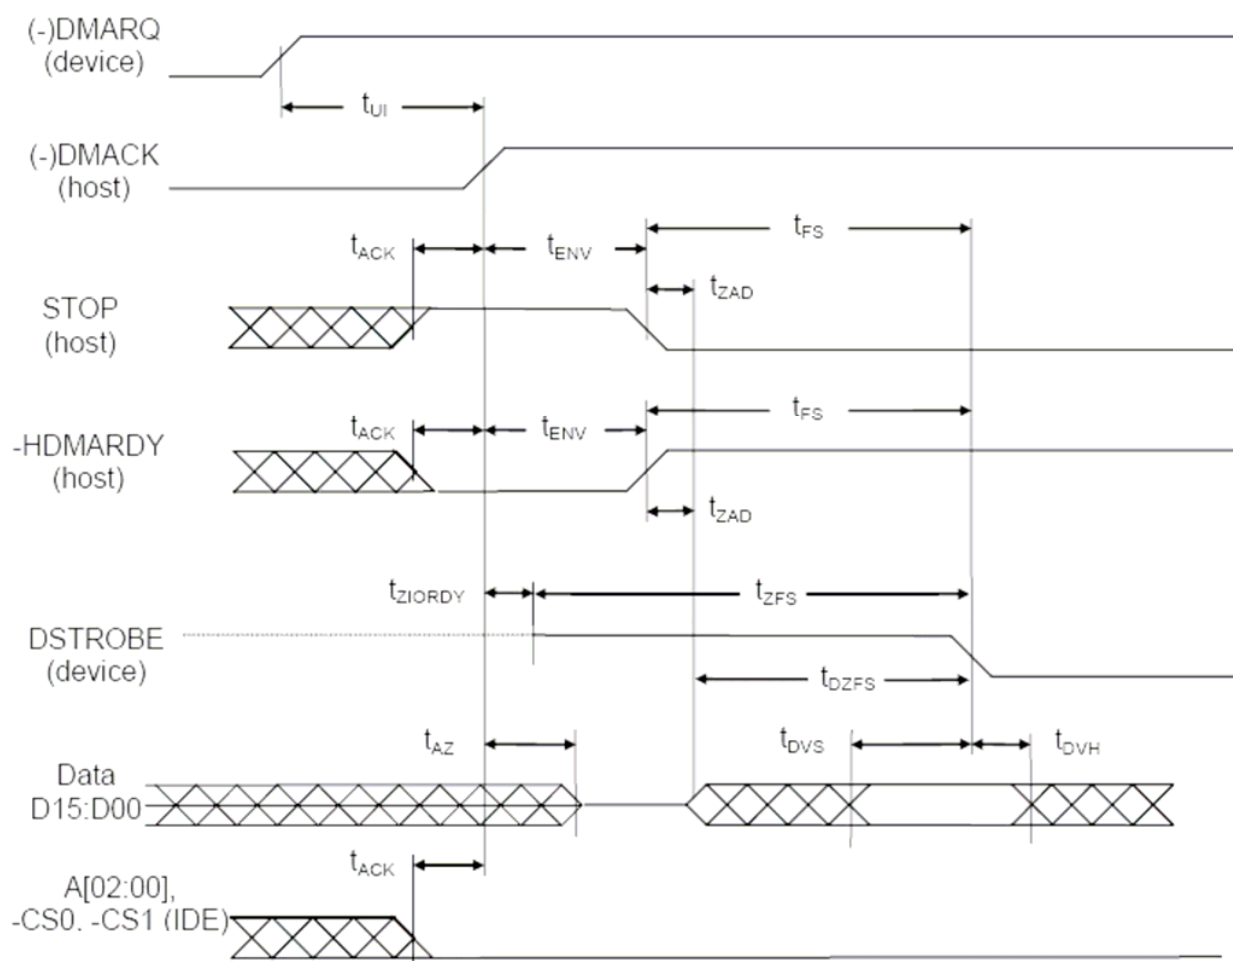 (-)DMARQ
(device)
tUI
(-)DMACK
(host)
tFS
tACK
tENV
tZAD
STOP
(host)
tFS
tACK
tENV
-HDMARDY
(host)
tZAD
tZIORDY
tZFS
DSTROBE
(device)
tDZFS
tAZ
tDVS
tDVH
Data
D15:D00
tACK
A[02:00],
-CS0. -CS1 (IDE)